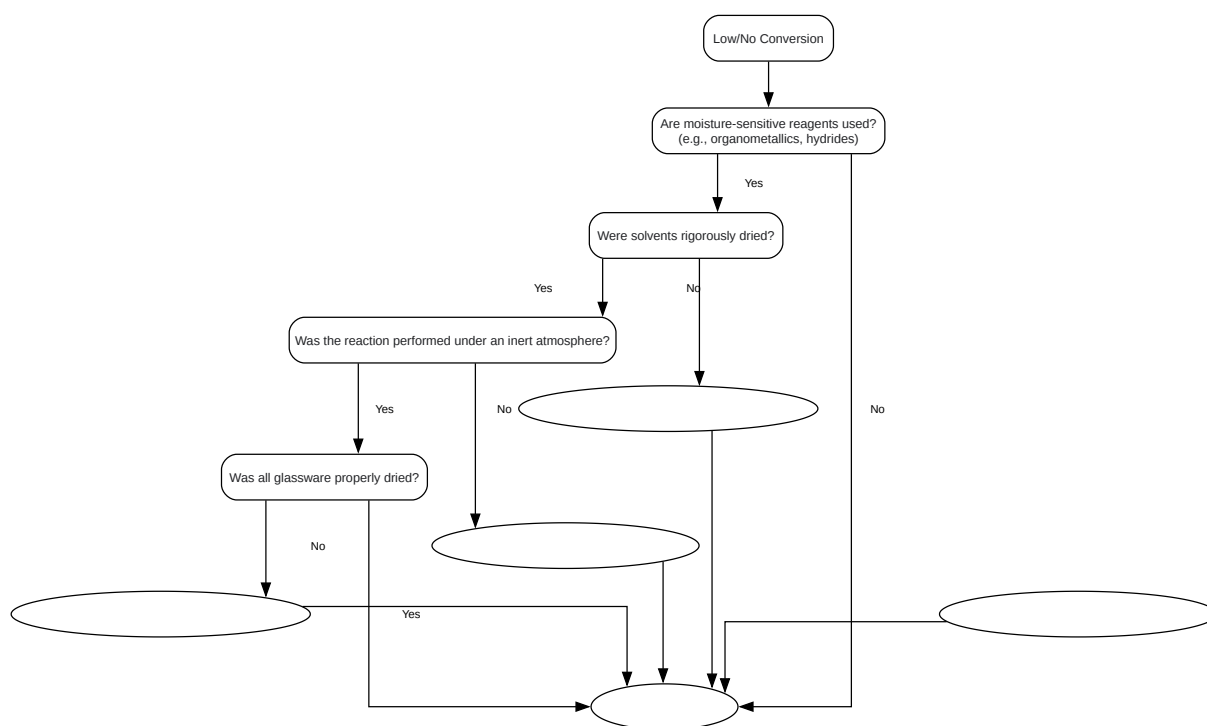 Low/No Conversion
Are moisture-sensitive reagents used?
(e.g., organometallics, hydrides)
Yes
Were solvents rigorously dried?
Yes
No
Was the reaction performed under an inert atmosphere?
Yes
No
No
Was all glassware properly dried?
No
Yes